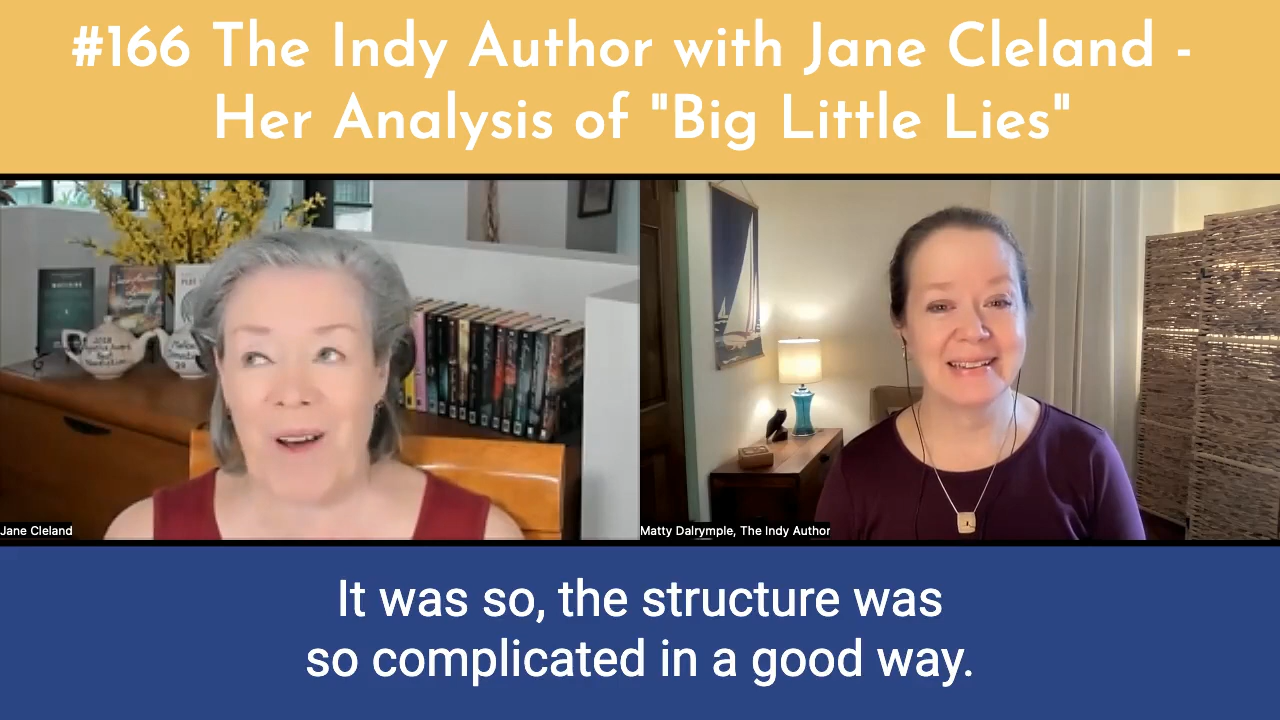 #166 The Indy Author with Jane Cleland -
Her Analysis of "Big Little Lies"
Jane Cleland
Matty Dalrymple, The Indy Author
It was so, the structure was
so complicated in a good way.